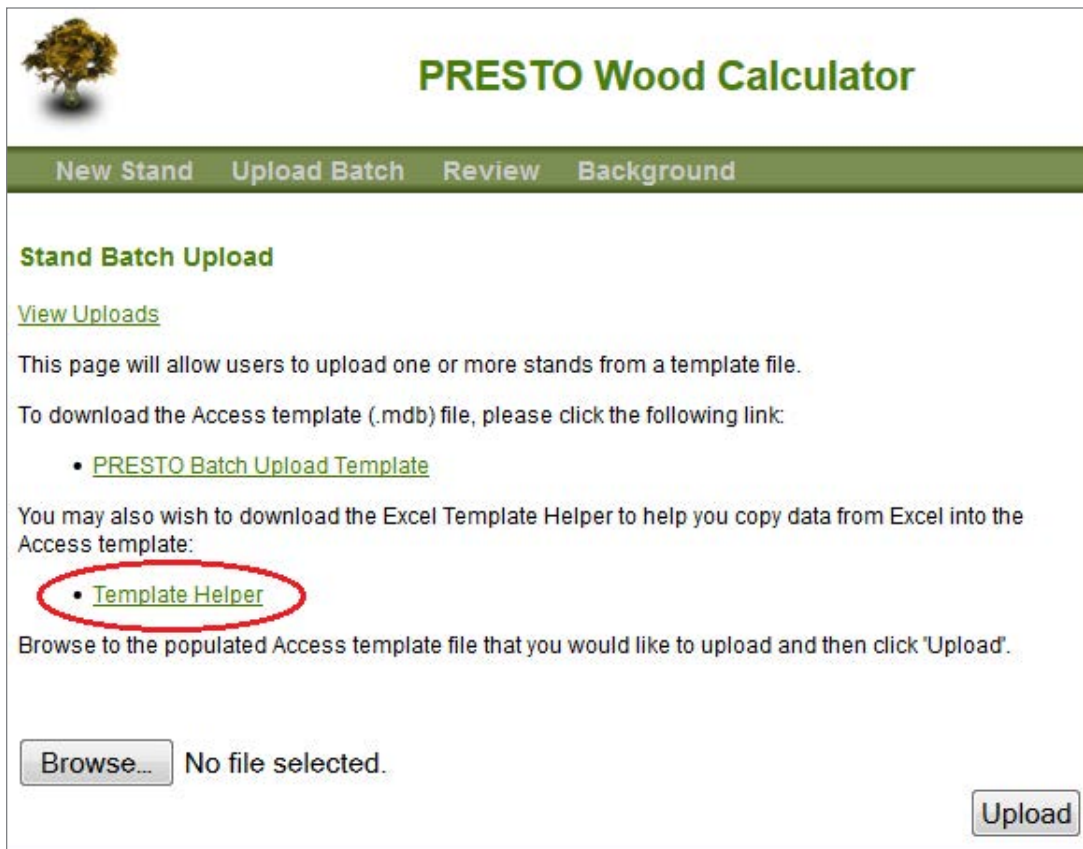 PRESTO Wood Calculator
New Stand Upload Batch Review Background
Stand Batch Upload
View Uploads
This page will allow users to upload one or more stands from a template file.
To download the Access template (.mdb) file, please click the following link:
• PRESTO Batch Upload Template
You may also wish to download the Excel Template Helper to help you copy data from Excel into the
Access template:
• Template Helper
Browse to the populated Access template file that you would like to upload and then click 'Upload'.
Browse... No file selected.
Upload